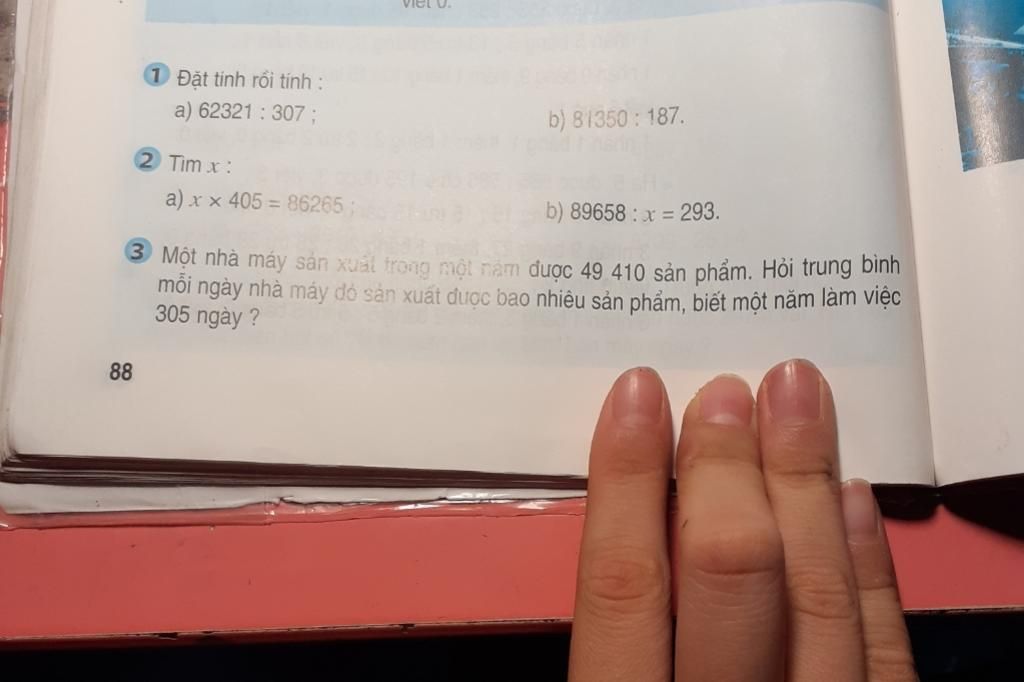 viết 0.
1 Đặt tính rồi tính :
a) 62321 : 307 ; b) 81350 : 187.
2 Tìm x :
a) x × 405 = 86265 ; b) 89658 : x = 293.
3 Một nhà máy sản xuất trong một năm được 49 410 sản phẩm. Hỏi trung bình
mỗi ngày nhà máy đó sản xuất được bao nhiêu sản phẩm, biết một năm làm việc
305 ngày ?
88